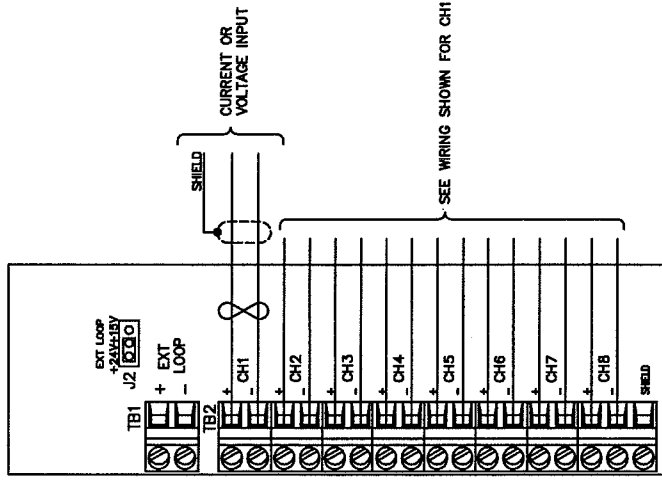 CURRENT OR
VOLTAGE INPUT
SHIELD
SEE WIRING SHOWN FOR CH1
EXT LOOP
+24V+15V
J2
TB1
+ EXT
- LOOP
TB2
+
CH1
-
+
CH2
-
+
CH3
-
+
CH4
-
+
CH5
-
+
CH6
-
+
CH7
-
+
CH8
-
SHIELD